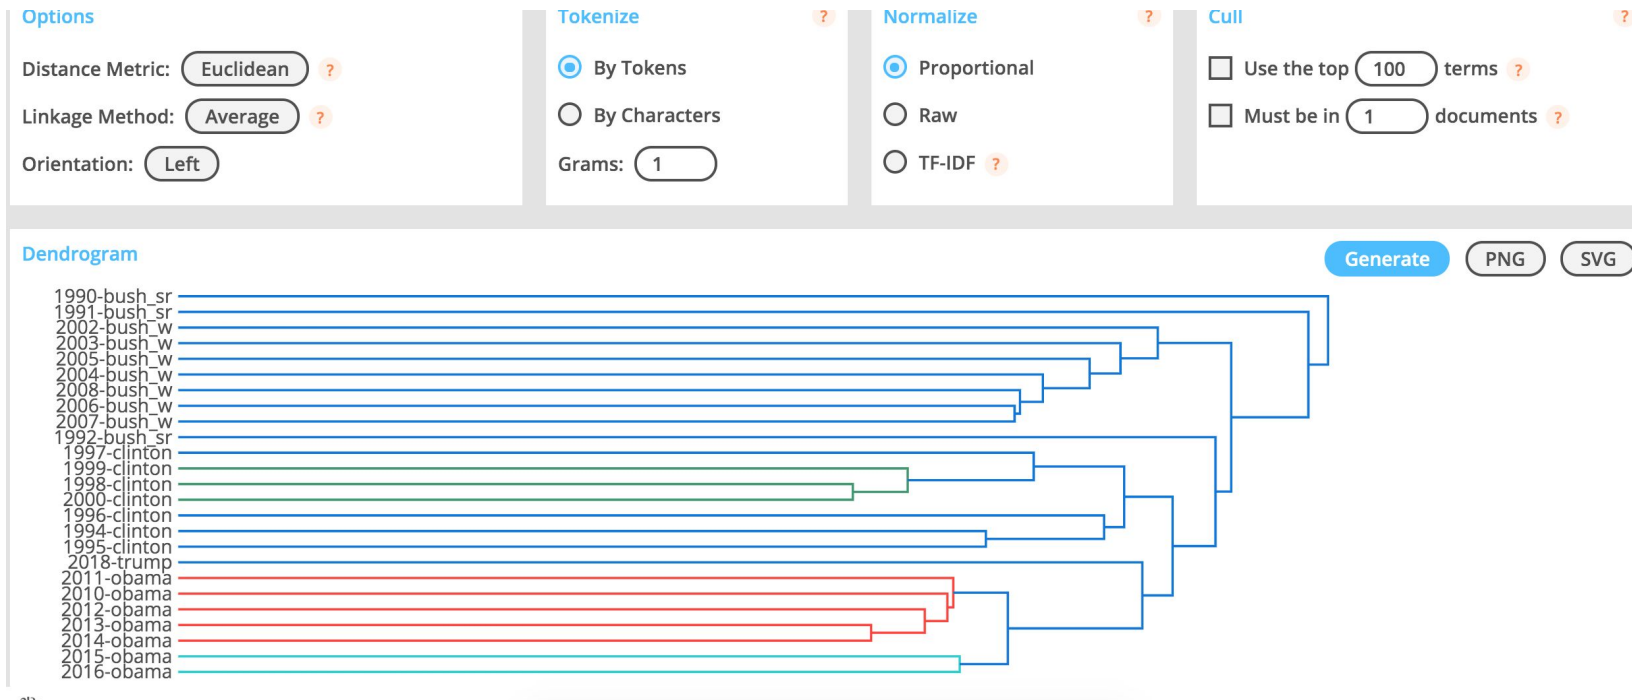 Options
Distance Metric: Euclidean ?
Linkage Method: Average ?
Orientation: Left
Tokenize ?
By Tokens
By Characters
Grams: 1
Normalize ?
Proportional
Raw
TF-IDF ?
Cull ?
Use the top 100 terms ?
Must be in 1 documents ?
Dendrogram
Generate PNG SVG
1990-bush_sr
1991-bush_sr
2002-bush_w
2003-bush_w
2005-bush_w
2004-bush_w
2008-bush_w
2006-bush_w
2007-bush_w
1992-bush_sr
1997-clinton
1999-clinton
1998-clinton
2000-clinton
1996-clinton
1994-clinton
1995-clinton
2018-trump
2011-obama
2010-obama
2012-obama
2013-obama
2014-obama
2015-obama
2016-obama